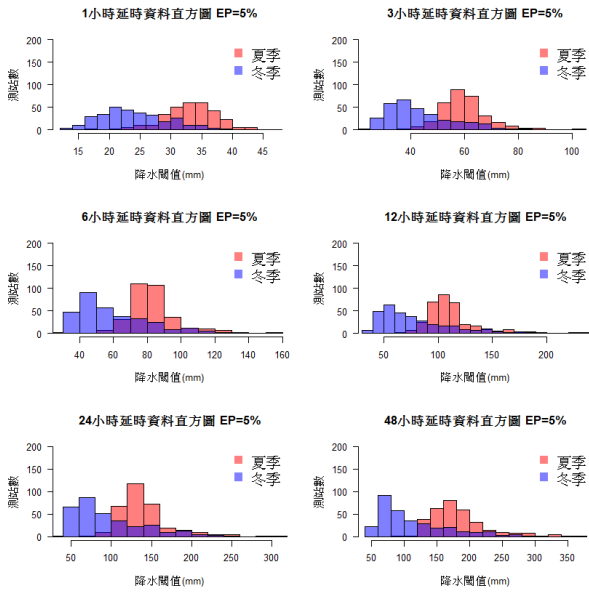 1小時延時資料直方圖 EP=5%
測站數
200
150
100
50
0
夏季
冬季
15 20 25 30 35 40 45
降水閾值(mm)
3小時延時資料直方圖 EP=5%
測站數
200
150
100
50
0
夏季
冬季
40 60 80 100
降水閾值(mm)
6小時延時資料直方圖 EP=5%
測站數
200
150
100
50
0
夏季
冬季
40 60 80 100 120 140 160
降水閾值(mm)
12小時延時資料直方圖 EP=5%
測站數
200
150
100
50
0
夏季
冬季
50 100 150 200
降水閾值(mm)
24小時延時資料直方圖 EP=5%
測站數
200
150
100
50
0
夏季
冬季
50 100 150 200 250 300
降水閾值(mm)
48小時延時資料直方圖 EP=5%
測站數
200
150
100
50
0
夏季
冬季
50 100 150 200 250 300 350
降水閾值(mm)